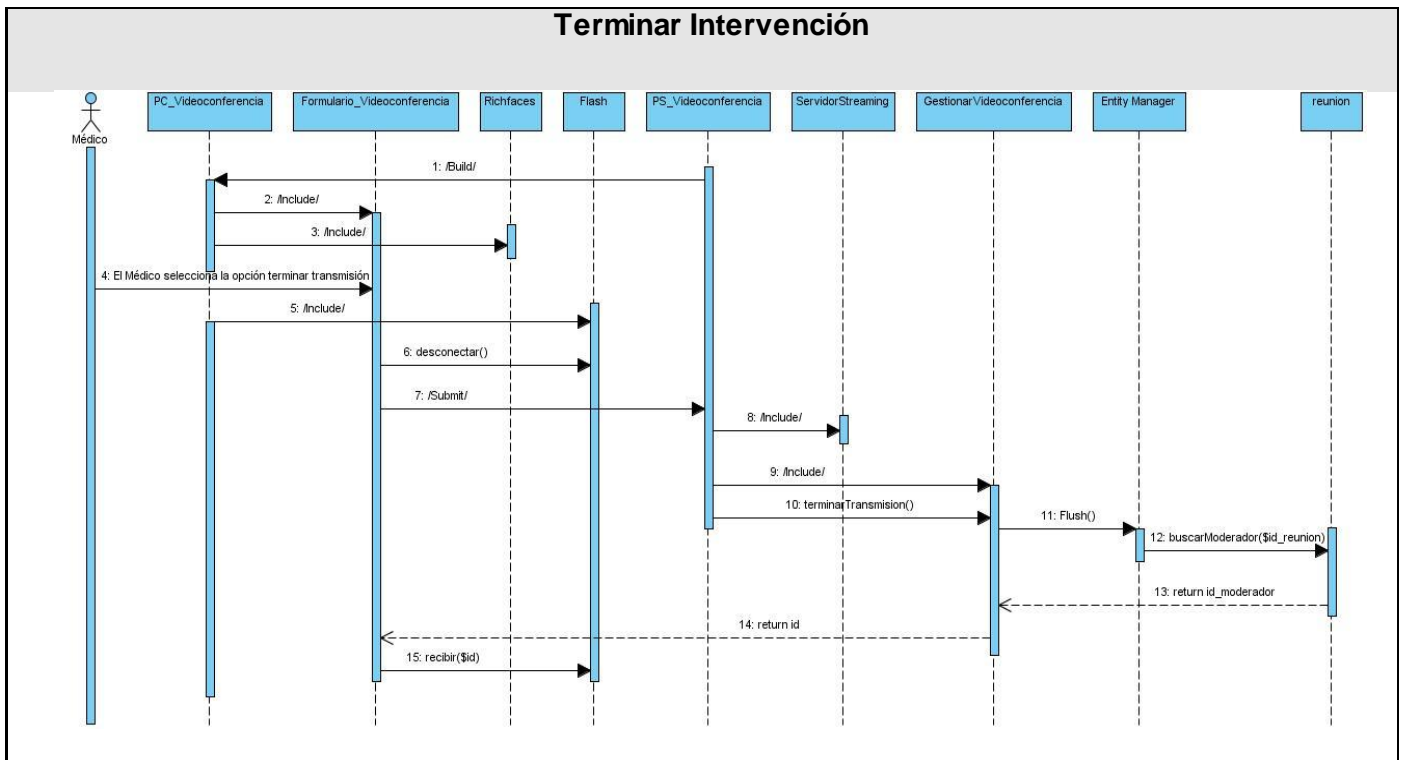 Terminar Intervención
PC_Videoconferencia
Formulario_Videoconferencia
Richfaces
Flash
PS_Videoconferencia
ServidorStreaming
GestionarVideoconferencia
Entity Manager
reunion
Médico
1: /Build/
2: /Include/
3: /Include/
4: El Médico selecciona la opción terminar transmisión
5: /Include/
6: desconectar()
7: /Submit/
8: /Include/
9: /Include/
10: terminarTransmision()
11: Flush()
12: buscarModerador($id_reunion)
13: return id_moderador
14: return id
15: recibir($id)